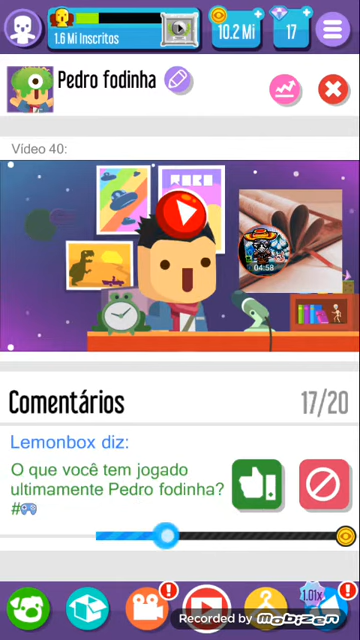 1.6 Mi Inscritos
10.2 Mi
17
Pedro fodinha
Vídeo 40:
ROKO
04:58
Comentários
17/20
Lemonbox diz:
O que você tem jogado
ultimamente Pedro fodinha?
#🎮
1.01x
Recorded by
Mobizen